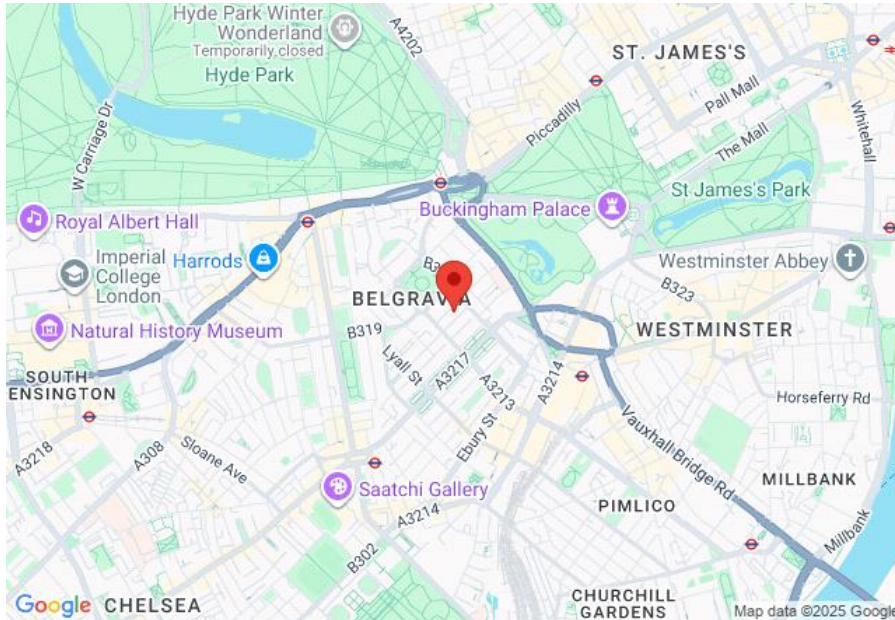 Hyde Park Winter
Wonderland
Temporarily closed
Hyde Park
A4202
ST. JAMES'S
Pall Mall
Piccadilly
The Mall
Whitehall
W Carriage Dr
St James's Park
Buckingham Palace
Royal Albert Hall
Imperial
College
London
Harrods
Westminster Abbey
B323
BELGRAVIA
B319
Natural History Museum
WESTMINSTER
Lyall St
A3217
A3214
A3213
SOUTH
ENSINGTON
Horseferry Rd
Ebury St
Vauxhall Bridge Rd
A3218
A308
Sloane Ave
MILLBANK
Saatchi Gallery
PIMLICO
A3214
B302
Millbank
CHURCHILL
GARDENS
Google
CHELSEA
Map data ©2025 Google